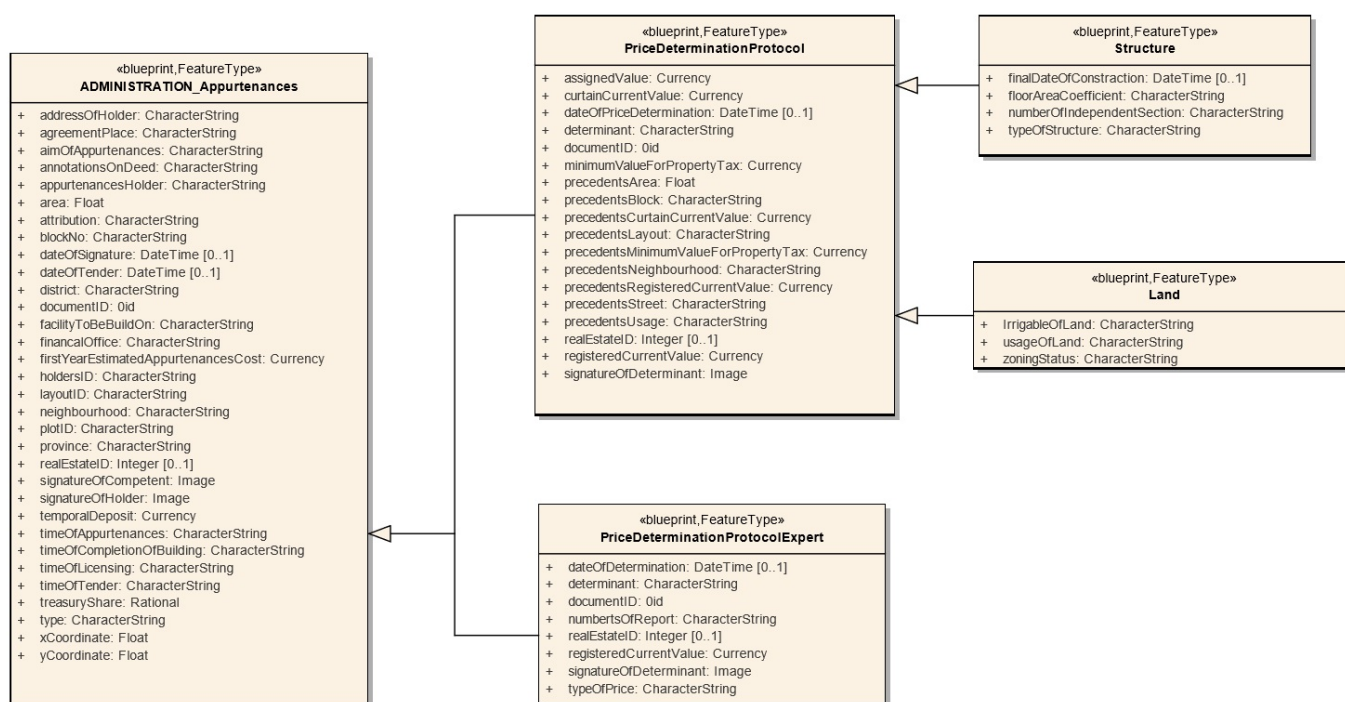 «blueprint,FeatureType»
ADMINISTRATION_Appurtenances
+ addressOfHolder: CharacterString
+ agreementPlace: CharacterString
+ aimOfAppurtenances: CharacterString
+ annotationsOnDeed: CharacterString
+ appurtenancesHolder: CharacterString
+ area: Float
+ attribution: CharacterString
+ blockNo: CharacterString
+ dateOfSignature: DateTime [0..1]
+ dateOfTender: DateTime [0..1]
+ district: CharacterString
+ documentID: 0id
+ facilityToBeBuildOn: CharacterString
+ financalOffice: CharacterString
+ firstYearEstimatedAppurtenancesCost: Currency
+ holdersID: CharacterString
+ layoutID: CharacterString
+ neighbourhood: CharacterString
+ plotID: CharacterString
+ province: CharacterString
+ realEstateID: Integer [0..1]
+ signatureOfCompetent: Image
+ signatureOfHolder: Image
+ temporalDeposit: Currency
+ timeOfAppurtenances: CharacterString
+ timeOfCompletionOfBuilding: CharacterString
+ timeOfLicensing: CharacterString
+ timeOfTender: CharacterString
+ treasuryShare: Rational
+ type: CharacterString
+ xCoordinate: Float
+ yCoordinate: Float
«blueprint,FeatureType»
PriceDeterminationProtocol
+ assignedValue: Currency
+ curtainCurrentValue: Currency
+ dateOfPriceDetermination: DateTime [0..1]
+ determinant: CharacterString
+ documentID: 0id
+ minimumValueForPropertyTax: Currency
+ precedentsArea: Float
+ precedentsBlock: CharacterString
+ precedentsCurtainCurrentValue: Currency
+ precedentsLayout: CharacterString
+ precedentsMinimumValueForPropertyTax: Currency
+ precedentsNeighbourhood: CharacterString
+ precedentsRegisteredCurrentValue: Currency
+ precedentsStreet: CharacterString
+ precedentsUsage: CharacterString
+ realEstateID: Integer [0..1]
+ registeredCurrentValue: Currency
+ signatureOfDeterminant: Image
«blueprint,FeatureType»
Structure
+ finalDateOfConstraction: DateTime [0..1]
+ floorAreaCoefficient: CharacterString
+ numberOfIndependentSection: CharacterString
+ typeOfStructure: CharacterString
«blueprint,FeatureType»
Land
+ IrrigableOfLand: CharacterString
+ usageOfLand: CharacterString
+ zoningStatus: CharacterString
«blueprint,FeatureType»
PriceDeterminationProtocolExpert
+ dateOfDetermination: DateTime [0..1]
+ determinant: CharacterString
+ documentID: 0id
+ numbertsOfReport: CharacterString
+ realEstateID: Integer [0..1]
+ registeredCurrentValue: Currency
+ signatureOfDeterminant: Image
+ typeOfPrice: CharacterString